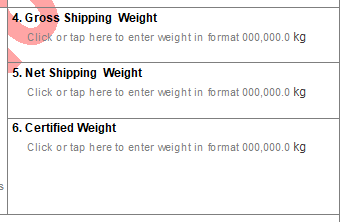 4. Gross Shipping Weight
Click or tap here to enter weight in format 000,000.0 kg
5. Net Shipping Weight
Click or tap here to enter weight in format 000,000.0 kg
6. Certified Weight
Click or tap here to enter weight in format 000,000.0 kg
s